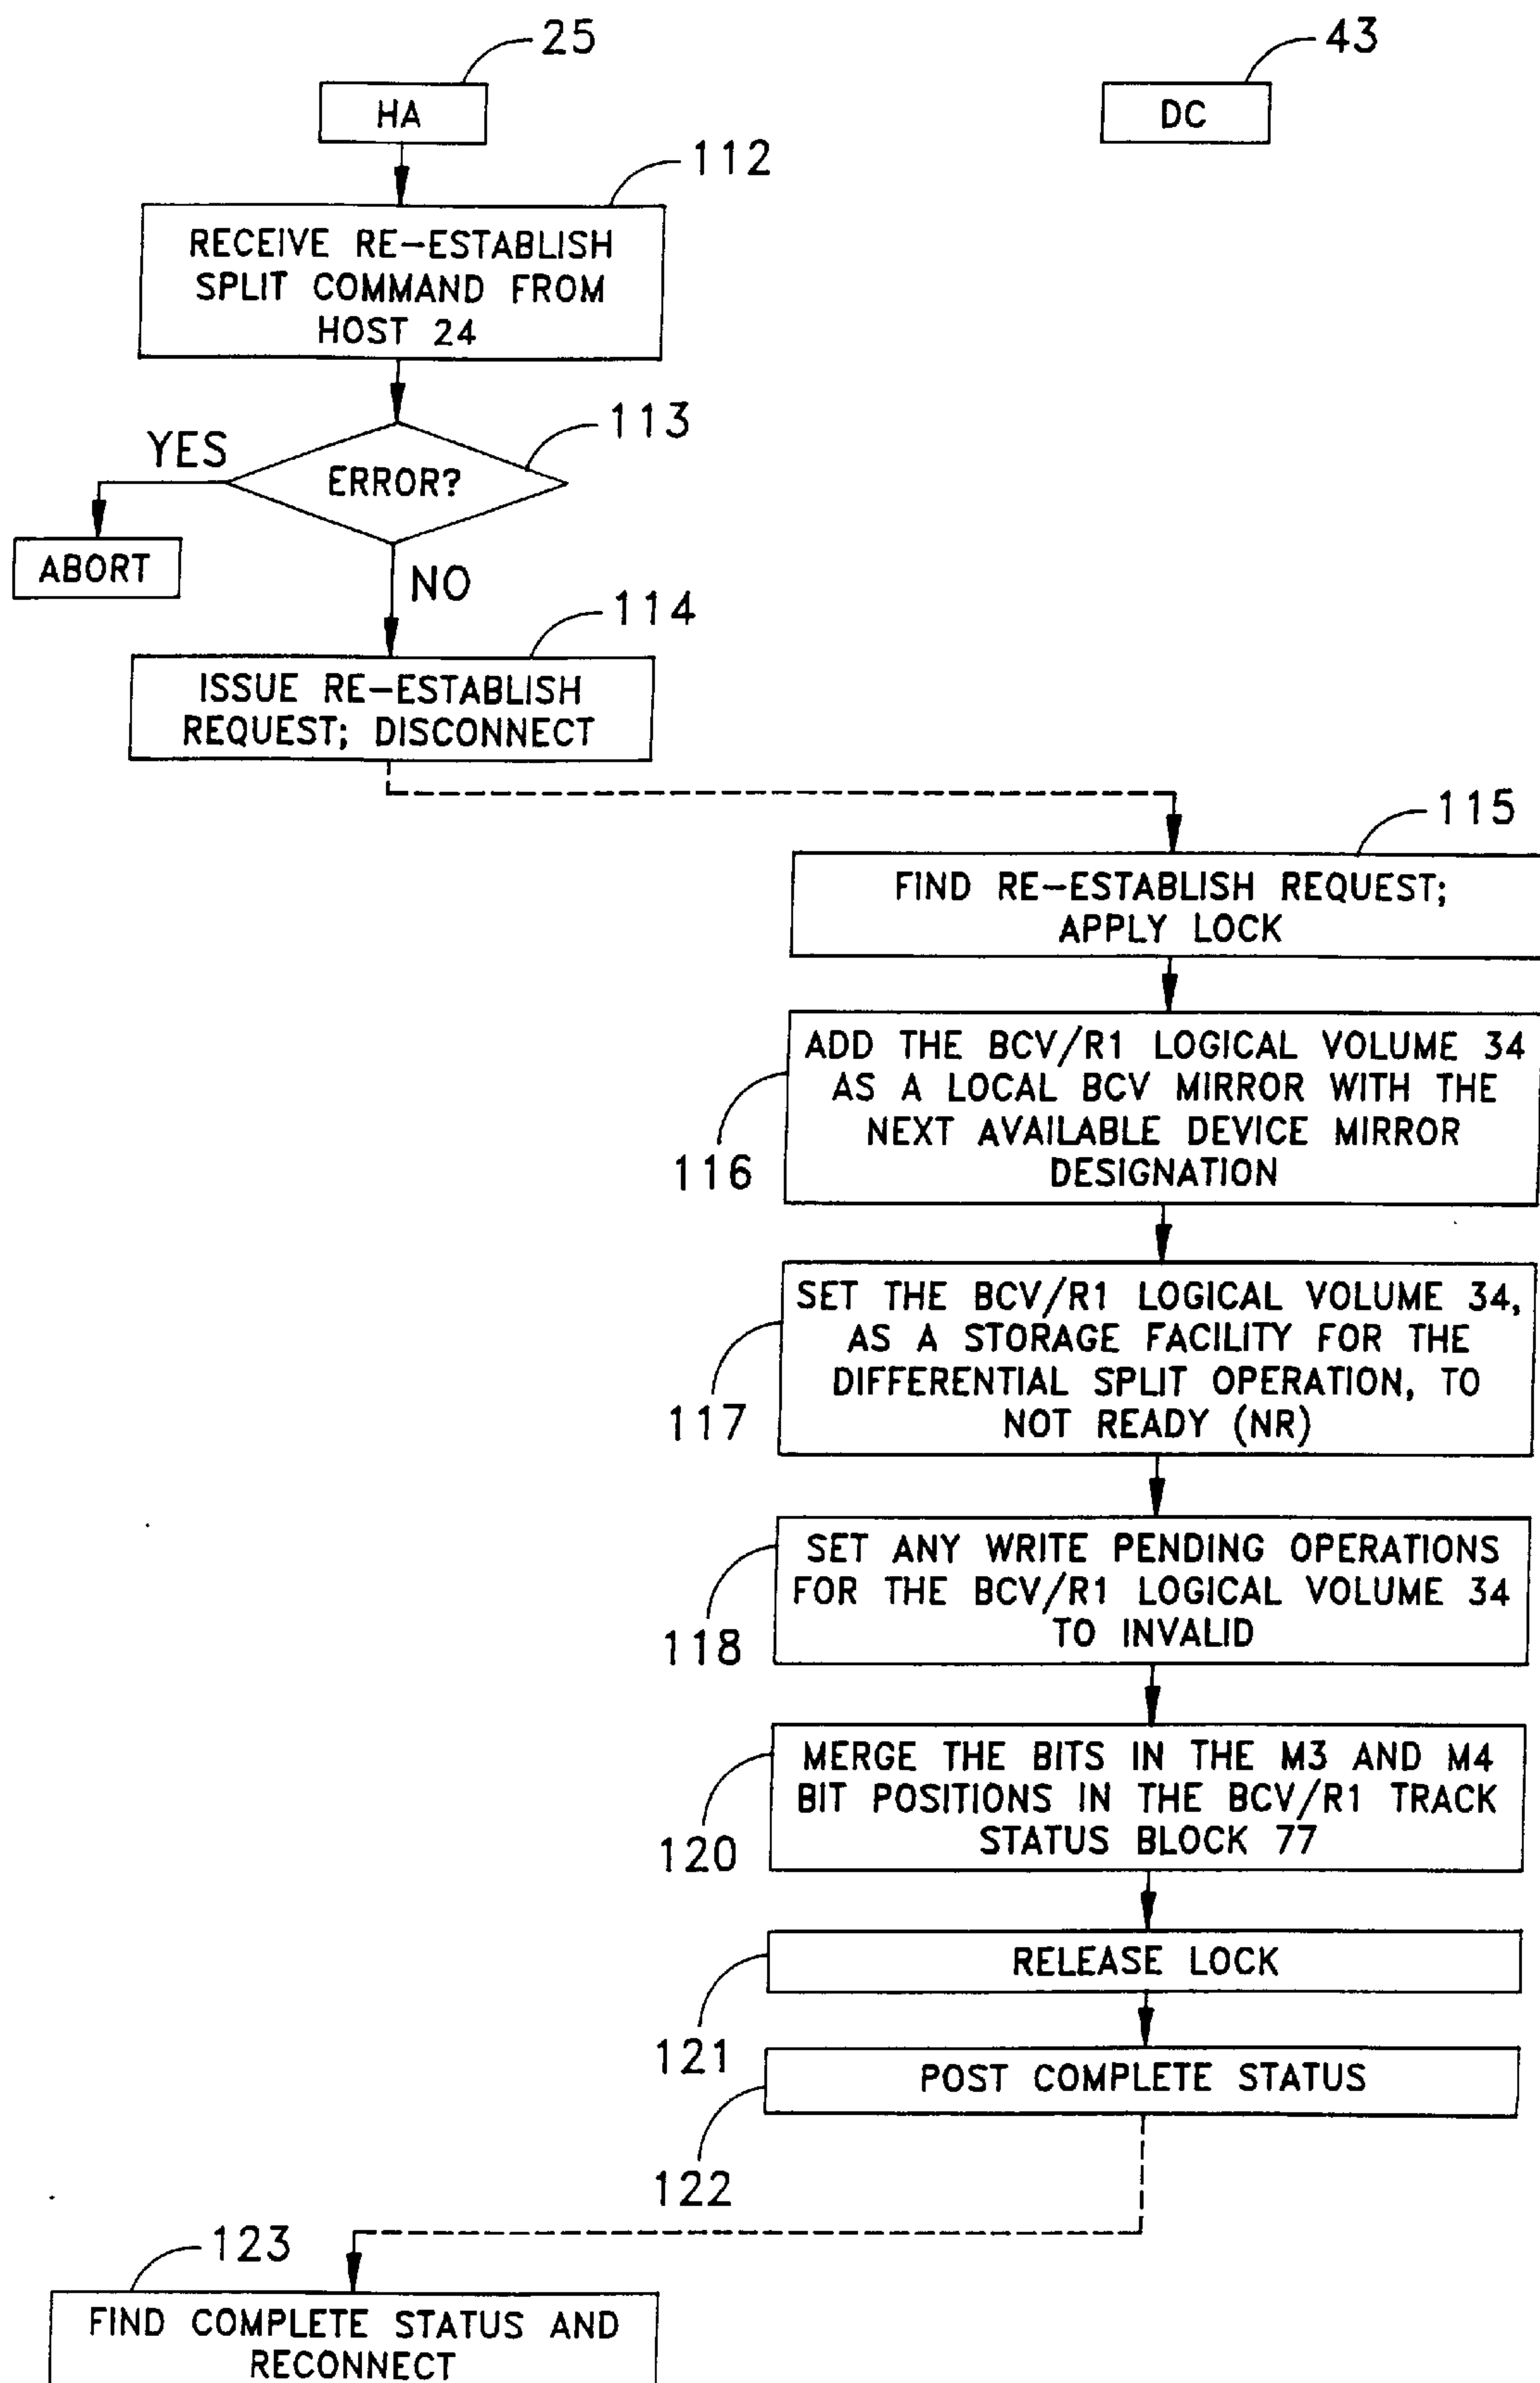 25
43
HA
DC
112
RECEIVE RE-ESTABLISH
SPLIT COMMAND FROM
HOST 24
113
YES
ERROR?
ABORT
NO
114
ISSUE RE-ESTABLISH
REQUEST; DISCONNECT
115
FIND RE-ESTABLISH REQUEST;
APPLY LOCK
ADD THE BCV/R1 LOGICAL VOLUME 34
AS A LOCAL BCV MIRROR WITH THE
NEXT AVAILABLE DEVICE MIRROR
DESIGNATION
116
SET THE BCV/R1 LOGICAL VOLUME 34,
AS A STORAGE FACILITY FOR THE
DIFFERENTIAL SPLIT OPERATION, TO
NOT READY (NR)
117
SET ANY WRITE PENDING OPERATIONS
FOR THE BCV/R1 LOGICAL VOLUME 34
TO INVALID
118
MERGE THE BITS IN THE M3 AND M4
BIT POSITIONS IN THE BCV/R1 TRACK
STATUS BLOCK 77
120
RELEASE LOCK
121
POST COMPLETE STATUS
122
123
FIND COMPLETE STATUS AND
RECONNECT